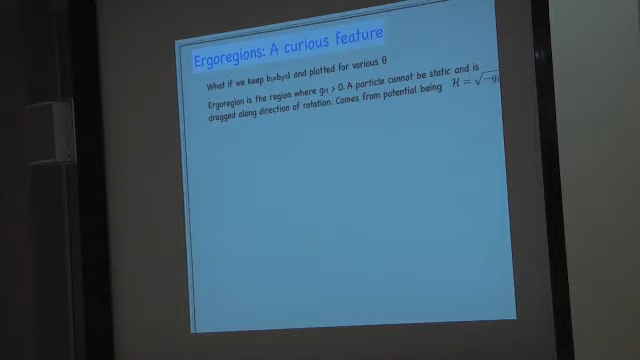 Ergoregions: A curious feature
What if we keep b₁=b₂=1 and plotted for various θ
Ergoregion is the region where g₁₁ > 0. A particle cannot be static and is
dragged along direction of rotation. Comes from potential being H = √-g